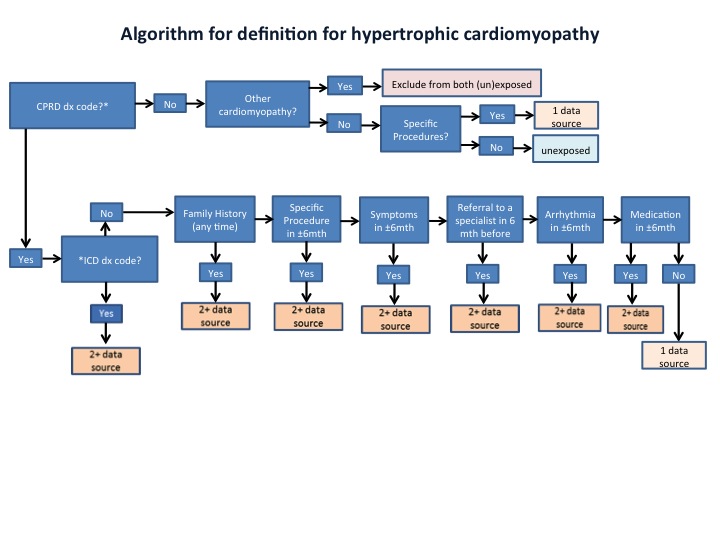 Algorithm for definition for hypertrophic cardiomyopathy
CPRD dx code?*
No
Other
cardiomyopathy?
Yes
Exclude from both (un)exposed
No
Specific
Procedures?
Yes
1 data
source
No
unexposed
Yes
*ICD dx code?
No
Family History
(any time)
Specific
Procedure
in ±6mth
Symptoms
in ±6mth
Referral to a
specialist in 6
mth before
Arrhythmia
in ±6mth
Medication
in ±6mth
Yes
Yes
Yes
Yes
Yes
Yes
No
Yes
2+ data
source
2+ data
source
2+ data
source
2+ data
source
2+ data
source
2+ data
source
2+ data
source
1 data
source